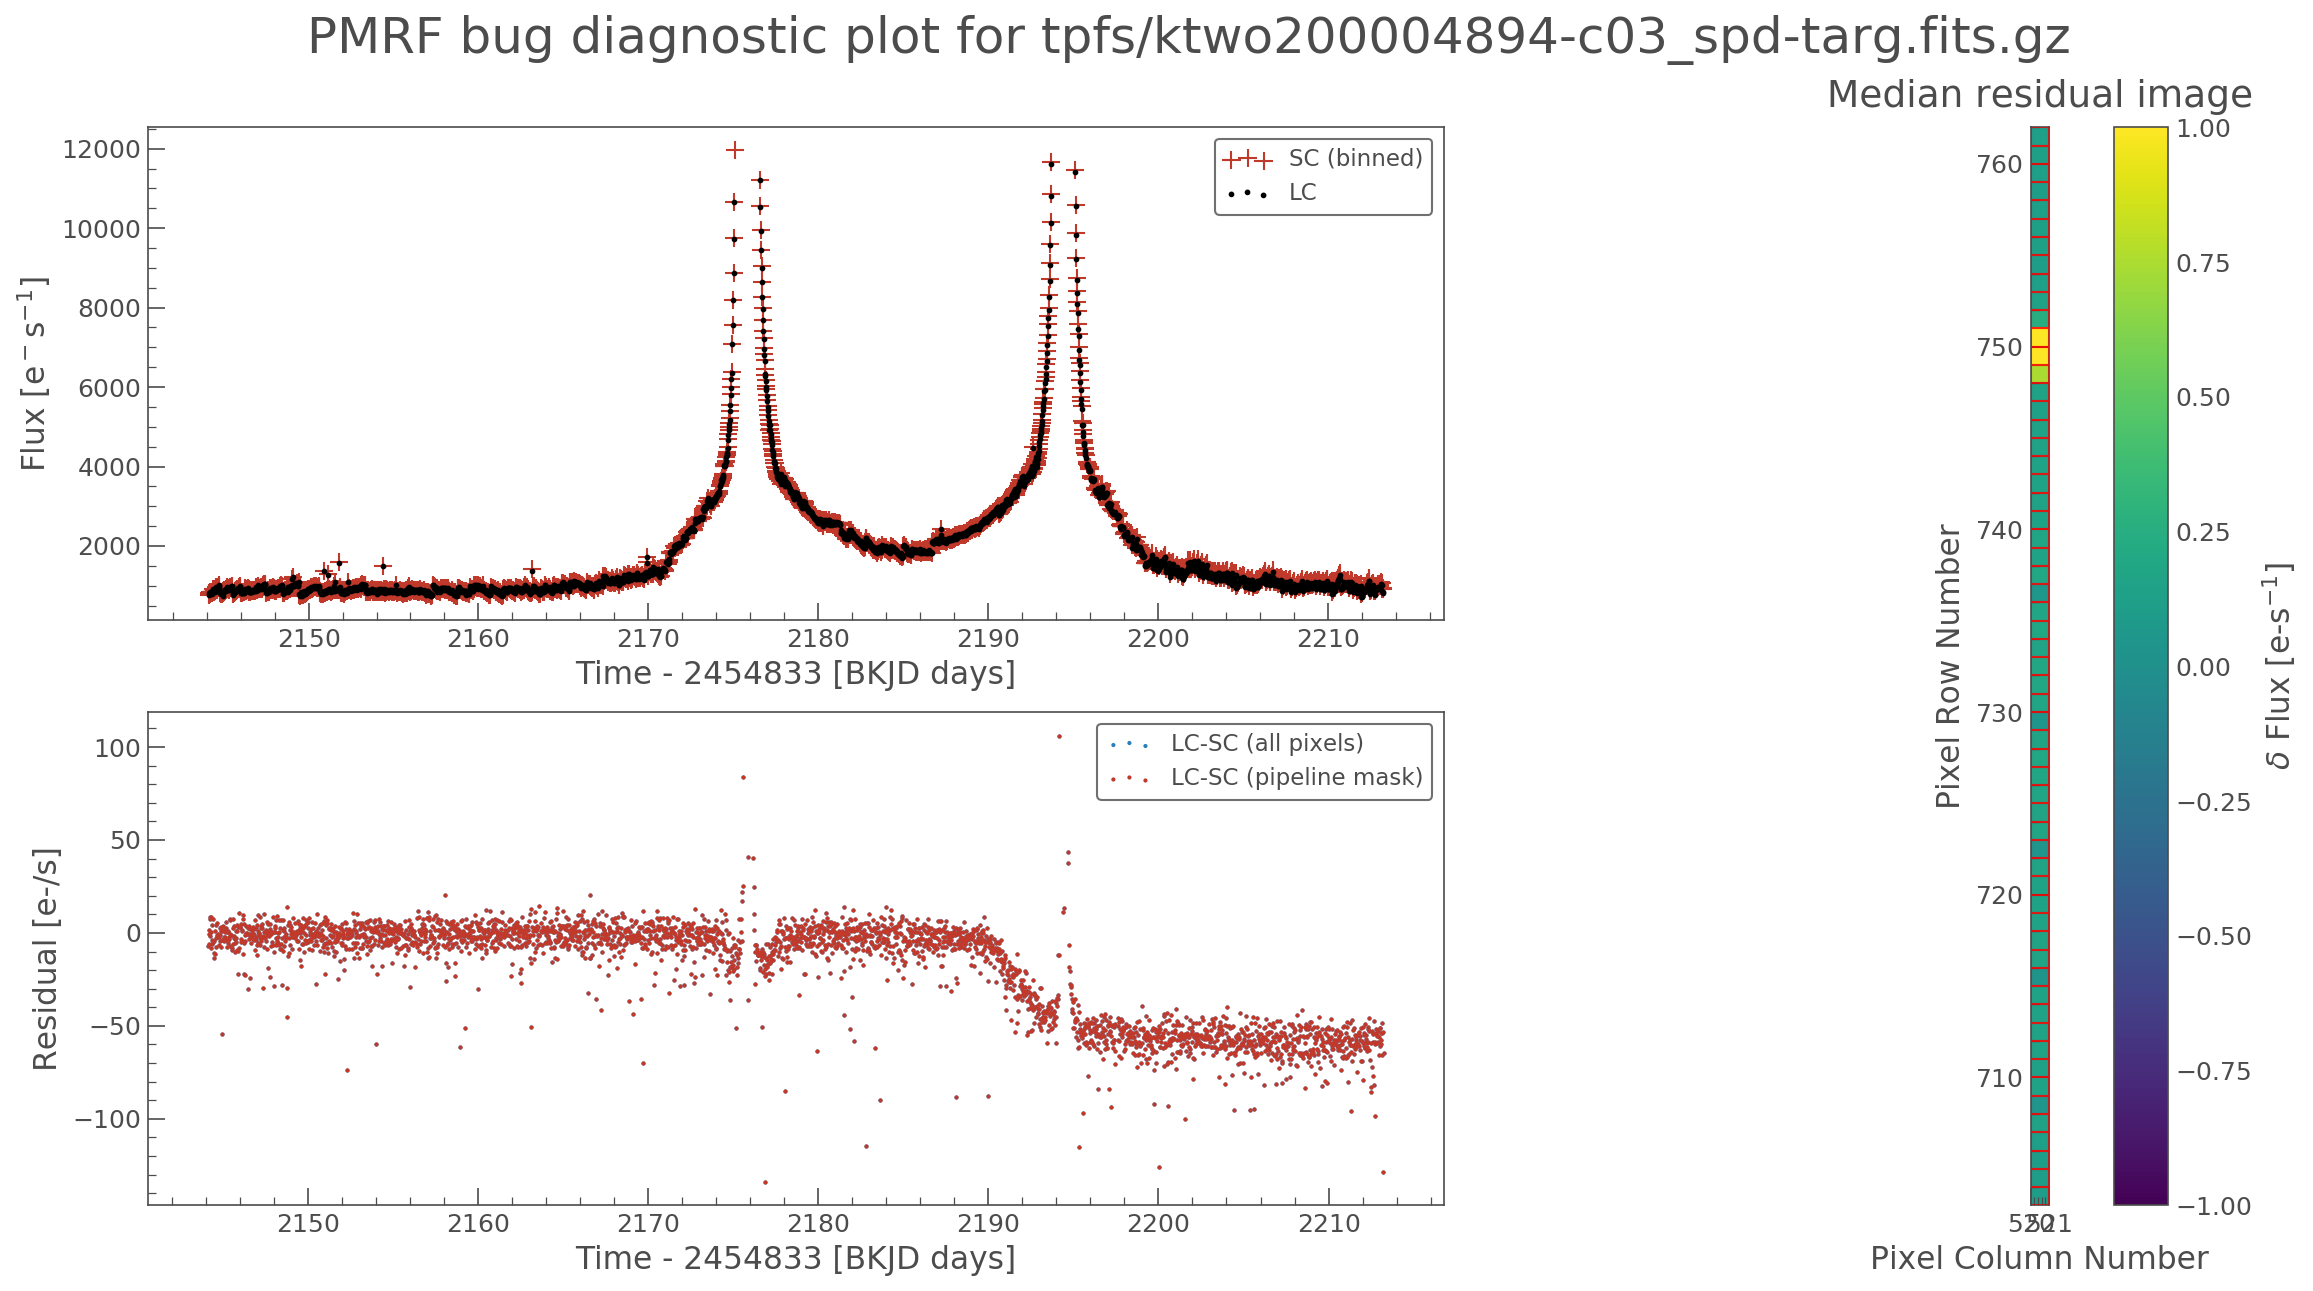 PMRF bug diagnostic plot for tpfs/ktwo200004894-c03_spd-targ.fits.gz
Flux [e⁻ s⁻¹]
12000
10000
8000
6000
4000
2000
SC (binned)
LC
2150 2160 2170 2180 2190 2200 2210
Time - 2454833 [BKJD days]
Residual [e-/s]
100
50
0
−50
−100
LC-SC (all pixels)
LC-SC (pipeline mask)
2150 2160 2170 2180 2190 2200 2210
Time - 2454833 [BKJD days]
Median residual image
Pixel Row Number
760
750
740
730
720
710
520 521
Pixel Column Number
1.00
0.75
0.50
0.25
0.00
−0.25
−0.50
−0.75
−1.00
δ Flux [e-s⁻¹]